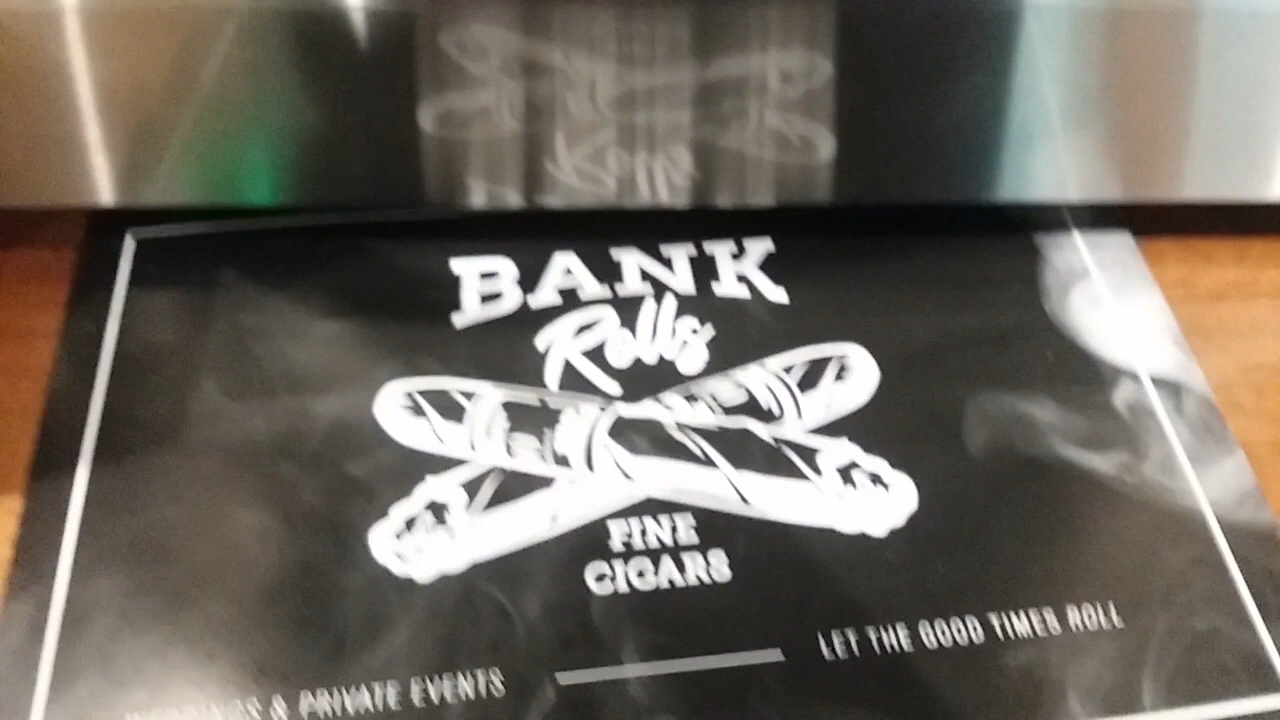 BANK
Rolls
FINE
CIGARS
LET THE GOOD TIMES ROLL
& PRIVATE EVENTS